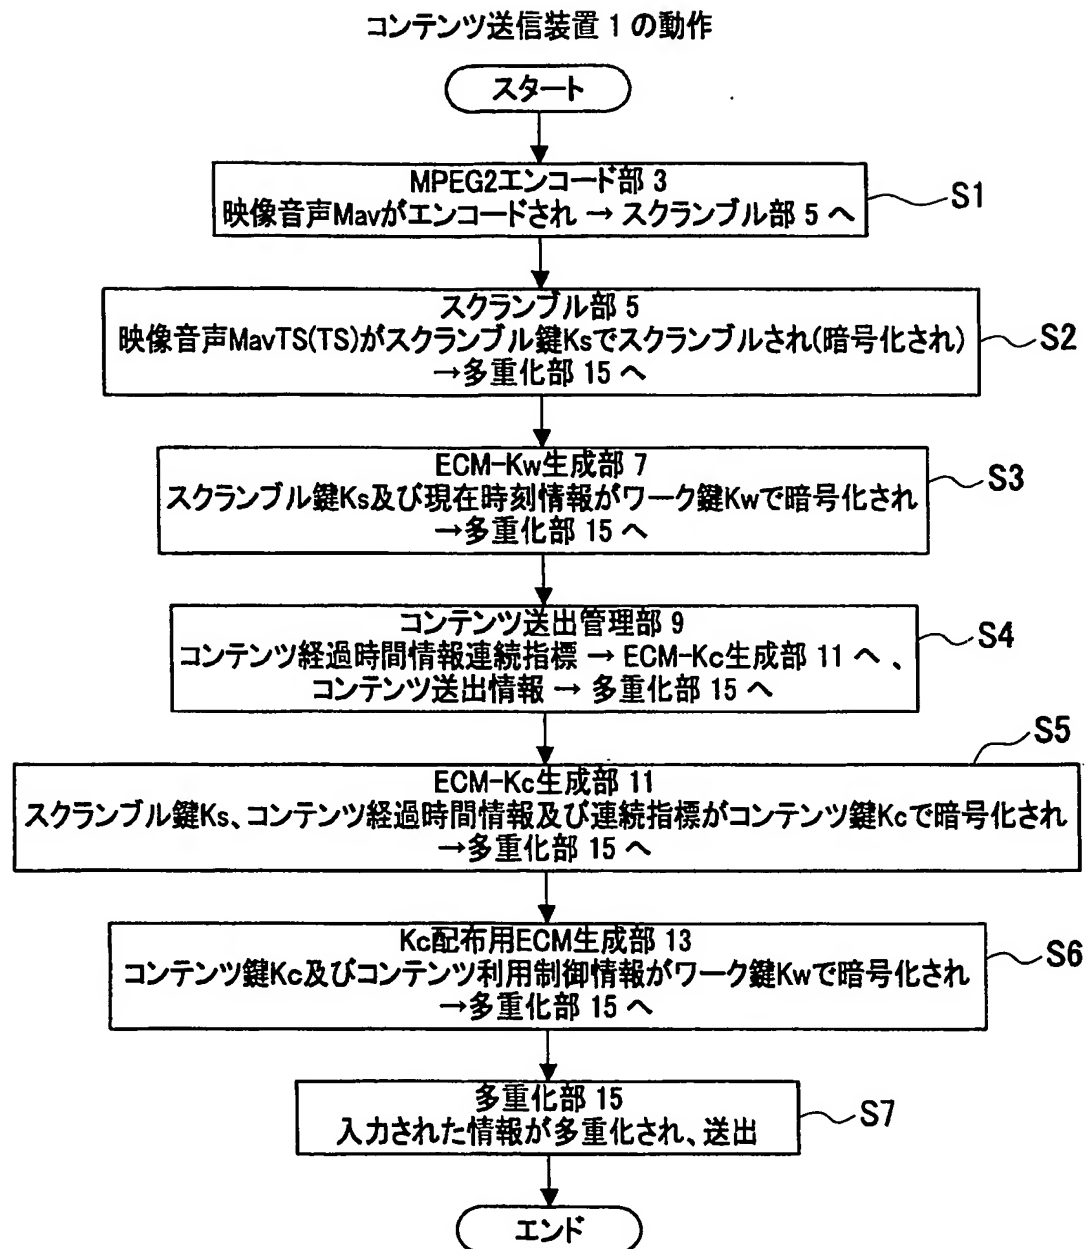 コンテンツ送信装置 1 の動作
スタート
MPEG2エンコード部 3
映像音声Mavがエンコードされ → スクランブル部 5 へ
S1
スクランブル部 5
映像音声MavTS(TS)がスクランブル鍵Ksでスクランブルされ(暗号化され)
→多重化部 15 へ
S2
ECM-Kw生成部 7
スクランブル鍵Ks及び現在時刻情報がワーク鍵Kwで暗号化され
→多重化部 15 へ
S3
コンテンツ送出管理部 9
コンテンツ経過時間情報連続指標 → ECM-Kc生成部 11 へ 、
コンテンツ送出情報 → 多重化部 15 へ
S4
ECM-Kc生成部 11
スクランブル鍵Ks、コンテンツ経過時間情報及び連続指標がコンテンツ鍵Kcで暗号化され
→多重化部 15 へ
S5
Kc配布用ECM生成部 13
コンテンツ鍵Kc及びコンテンツ利用制御情報がワーク鍵Kwで暗号化され
→多重化部 15 へ
S6
多重化部 15
入力された情報が多重化され、送出
S7
エンド